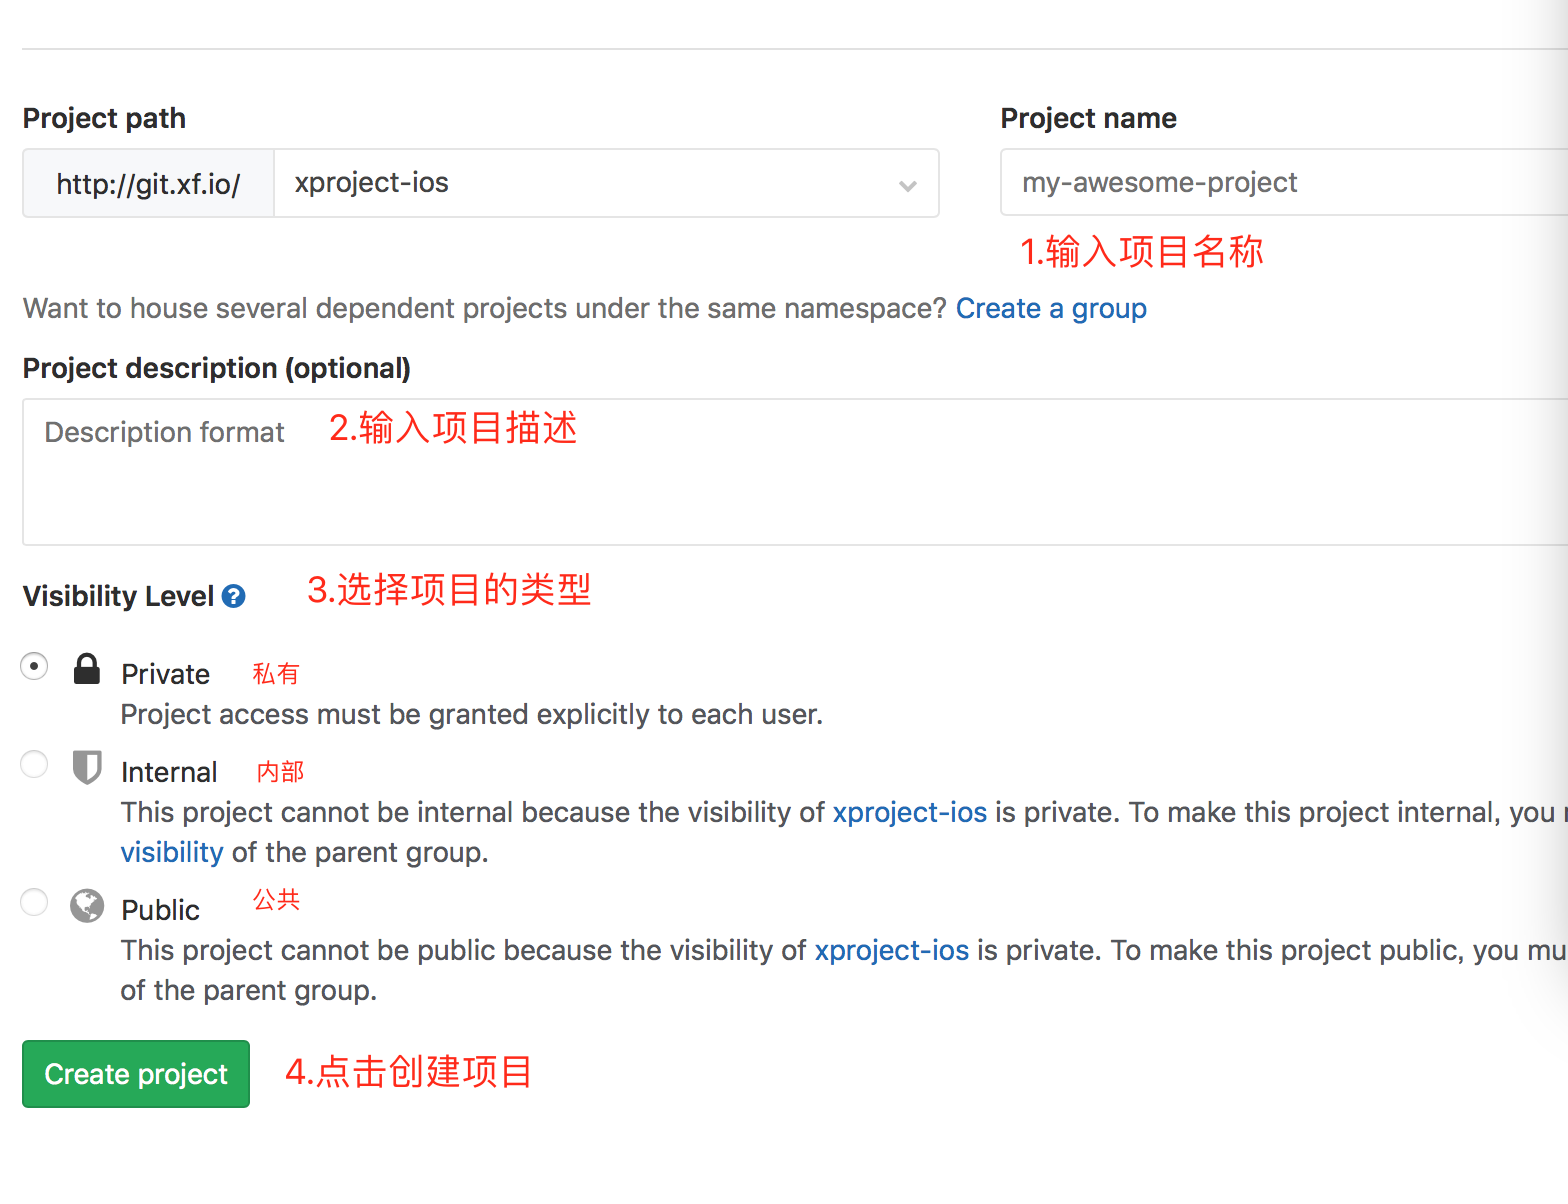 Project path
Project name
http://git.xf.io/
xproject-ios
my-awesome-project
1.输入项目名称
Want to house several dependent projects under the same namespace? Create a group
Project description (optional)
Description format
2.输入项目描述
Visibility Level
3.选择项目的类型
Private 私有
Project access must be granted explicitly to each user.
Internal 内部
This project cannot be internal because the visibility of xproject-ios is private. To make this project internal, you
visibility of the parent group.
Public 公共
This project cannot be public because the visibility of xproject-ios is private. To make this project public, you mu
of the parent group.
Create project
4.点击创建项目